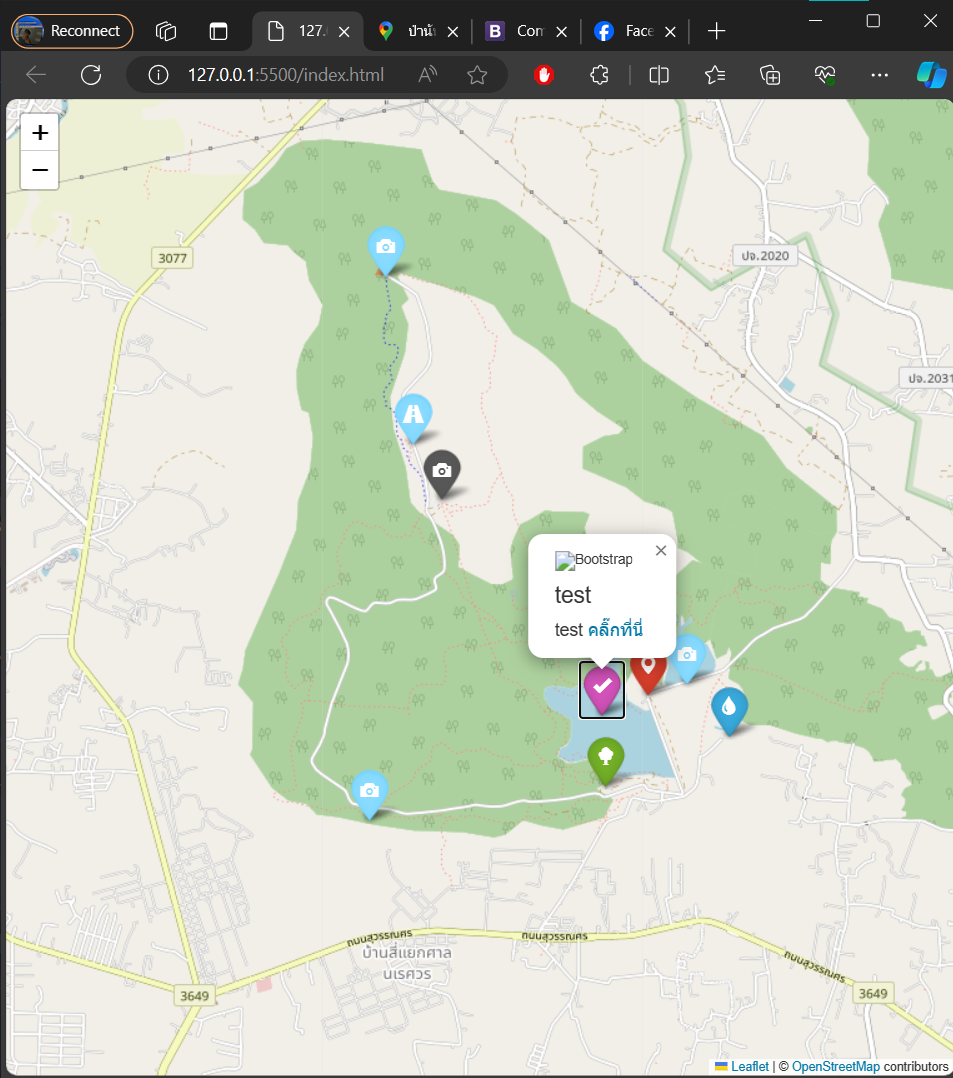 Reconnect
127.
ป่านั
Com
Face
127.0.0.1:5500/index.html
+
−
3077
ปจ.2020
ปจ.2031
Bootstrap
×
test
test คลิ๊กที่นี่
ถนนสุวรรณศร
ถนนสุวรรณศร
ถนนสุวรรณศร
บ้านสี่แยกศาล
นเรศวร
3649
3649
Leaflet | © OpenStreetMap contributors